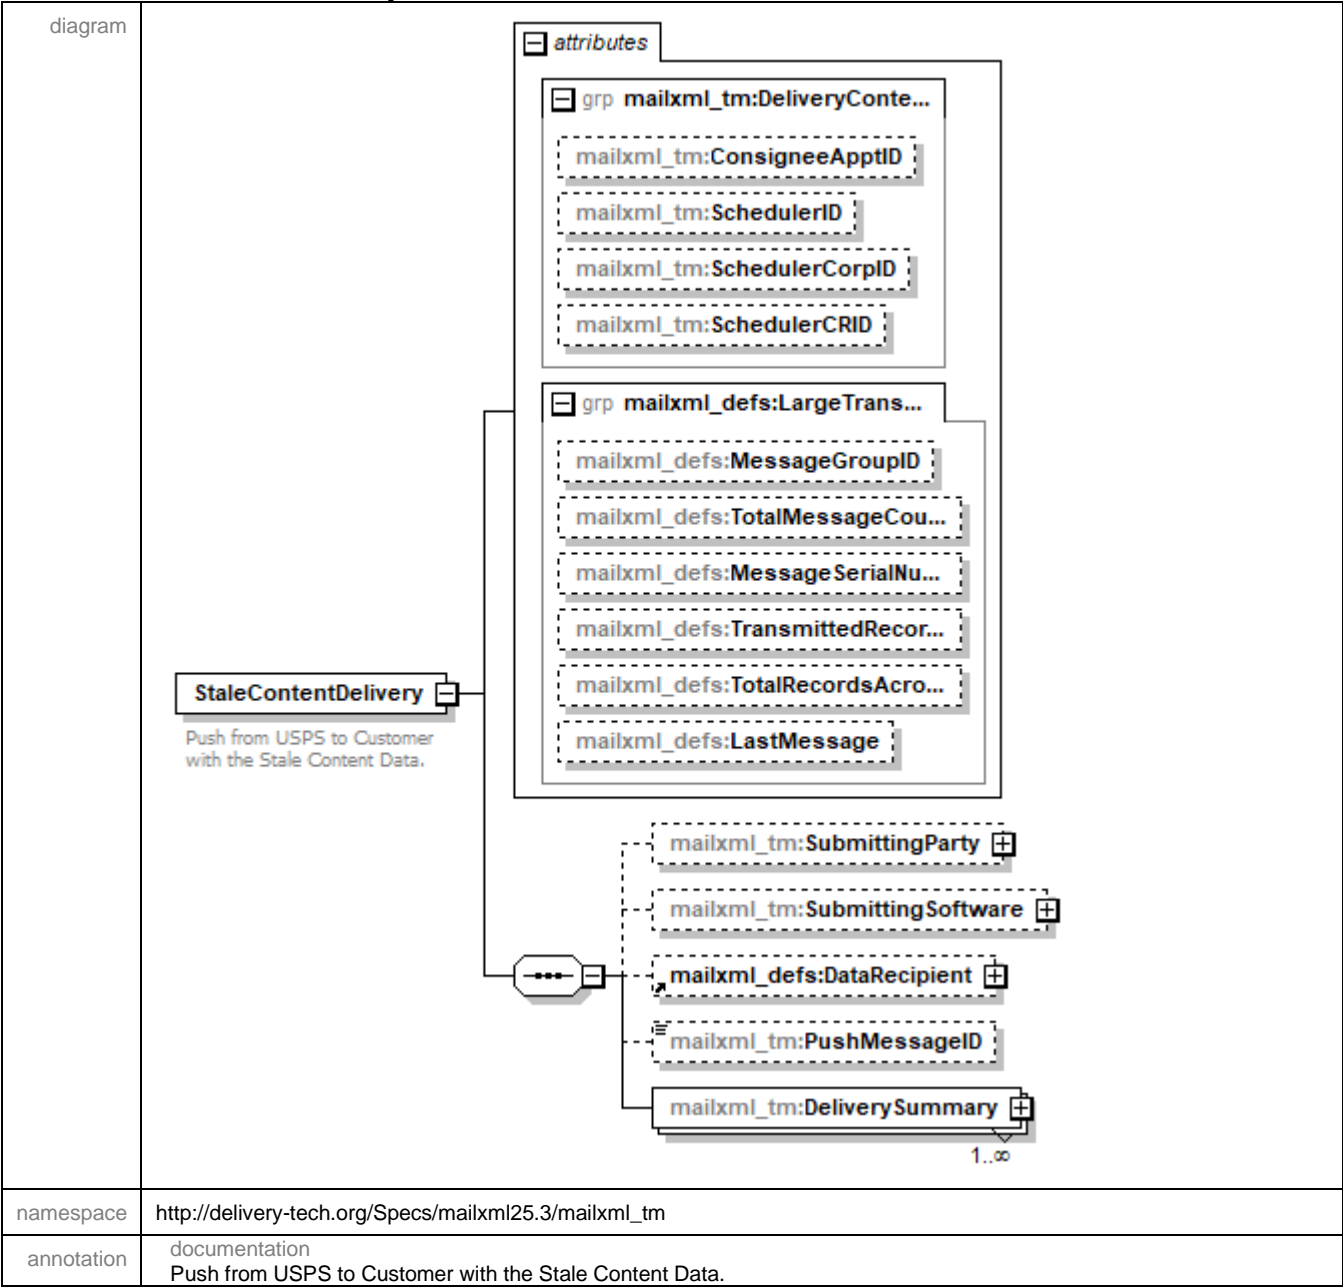 diagram
attributes
grp mailxml_tm:DeliveryConte...
mailxml_tm:ConsigneeApptID
mailxml_tm:SchedulerID
mailxml_tm:SchedulerCorpID
mailxml_tm:SchedulerCRID
grp mailxml_defs:LargeTrans...
mailxml_defs:MessageGroupID
mailxml_defs:TotalMessageCou...
mailxml_defs:MessageSerialNu...
mailxml_defs:TransmittedRecor...
mailxml_defs:TotalRecordsAcro...
mailxml_defs:LastMessage
StaleContentDelivery
Push from USPS to Customer
with the Stale Content Data.
mailxml_tm:SubmittingParty
mailxml_tm:SubmittingSoftware
mailxml_defs:DataRecipient
mailxml_tm:PushMessageID
mailxml_tm:DeliverySummary
1..∞
namespace
http://delivery-tech.org/Specs/mailxml25.3/mailxml_tm
annotation
documentation
Push from USPS to Customer with the Stale Content Data.